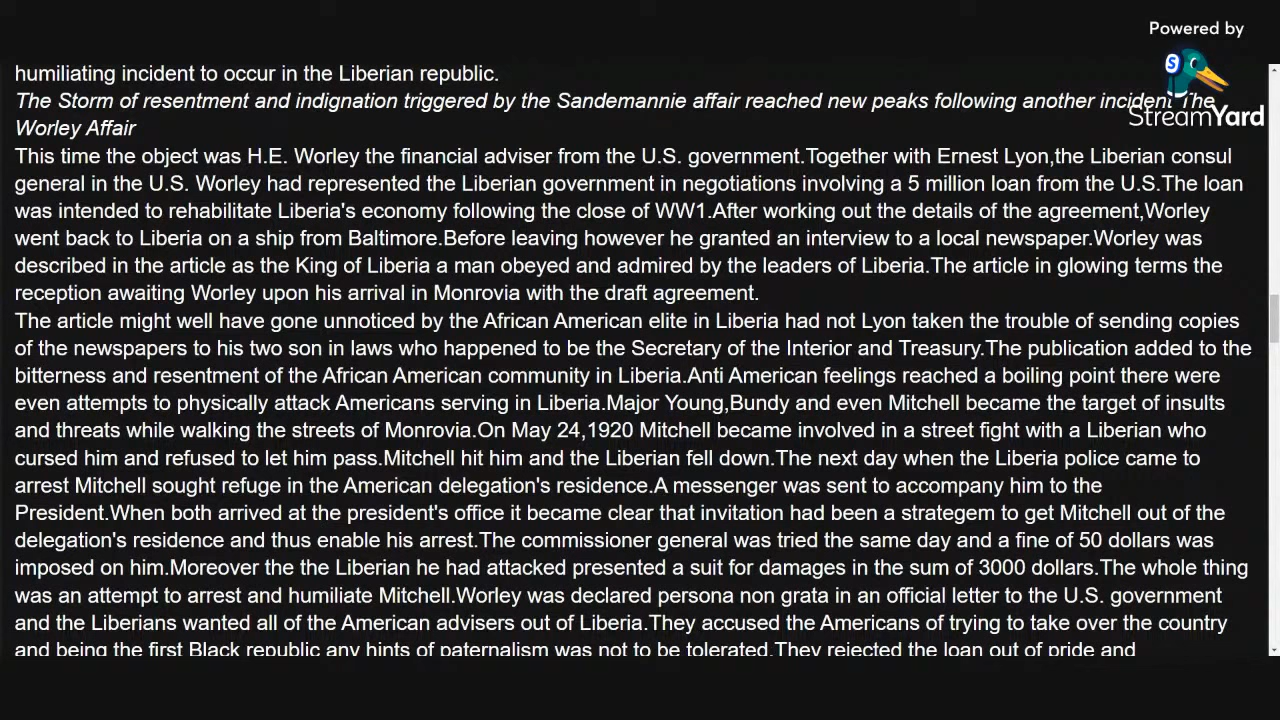 Powered by
StreamYard
humiliating incident to occur in the Liberian republic.
The Storm of resentment and indignation triggered by the Sandemannie affair reached new peaks following another incident The
Worley Affair
This time the object was H.E. Worley the financial adviser from the U.S. government.Together with Ernest Lyon,the Liberian consul
general in the U.S. Worley had represented the Liberian government in negotiations involving a 5 million loan from the U.S.The loan
was intended to rehabilitate Liberia's economy following the close of WW1.After working out the details of the agreement,Worley
went back to Liberia on a ship from Baltimore.Before leaving however he granted an interview to a local newspaper.Worley was
described in the article as the King of Liberia a man obeyed and admired by the leaders of Liberia.The article in glowing terms the
reception awaiting Worley upon his arrival in Monrovia with the draft agreement.
The article might well have gone unnoticed by the African American elite in Liberia had not Lyon taken the trouble of sending copies
of the newspapers to his two son in laws who happened to be the Secretary of the Interior and Treasury.The publication added to the
bitterness and resentment of the African American community in Liberia.Anti American feelings reached a boiling point there were
even attempts to physically attack Americans serving in Liberia.Major Young,Bundy and even Mitchell became the target of insults
and threats while walking the streets of Monrovia.On May 24,1920 Mitchell became involved in a street fight with a Liberian who
cursed him and refused to let him pass.Mitchell hit him and the Liberian fell down.The next day when the Liberia police came to
arrest Mitchell sought refuge in the American delegation's residence.A messenger was sent to accompany him to the
President.When both arrived at the president's office it became clear that invitation had been a strategem to get Mitchell out of the
delegation's residence and thus enable his arrest.The commissioner general was tried the same day and a fine of 50 dollars was
imposed on him.Moreover the the Liberian he had attacked presented a suit for damages in the sum of 3000 dollars.The whole thing
was an attempt to arrest and humiliate Mitchell.Worley was declared persona non grata in an official letter to the U.S. government
and the Liberians wanted all of the American advisers out of Liberia.They accused the Americans of trying to take over the country
and being the first Black republic any hints of paternalism was not to be tolerated.They rejected the loan out of pride and